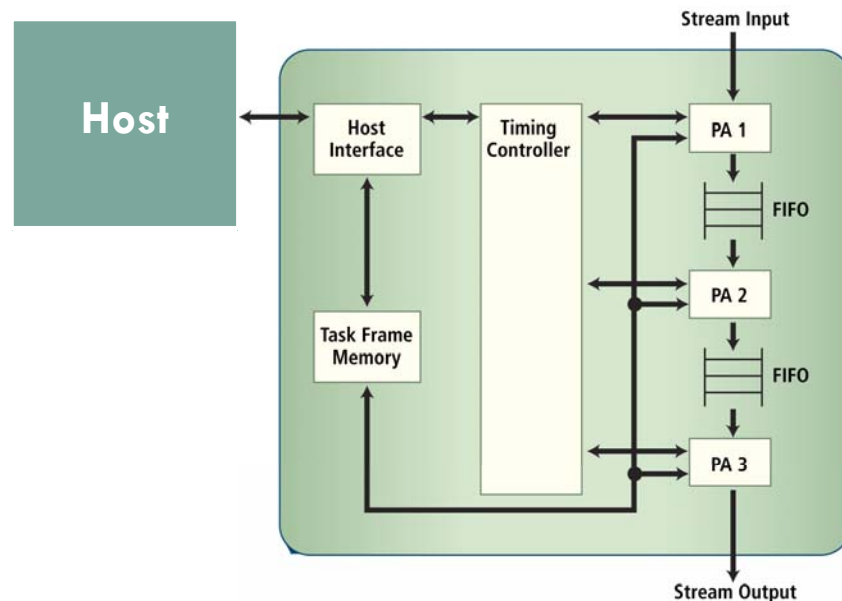 Stream Input
Host
Host
Interface
Timing
Controller
PA 1
FIFO
PA 2
Task Frame
Memory
FIFO
PA 3
Stream Output